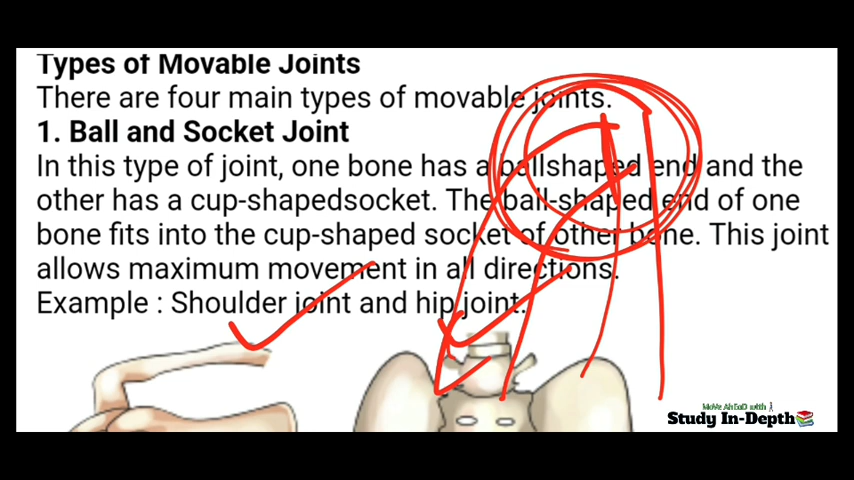 Types of Movable Joints
There are four main types of movable joints.
1. Ball and Socket Joint
In this type of joint, one bone has a ballshaped end and the
other has a cup-shapedsocket. The ball-shaped end of one
bone fits into the cup-shaped socket of other bone. This joint
allows maximum movement in all directions.
Example : Shoulder joint and hip joint.
MoVe AhEaD with
Study In-Depth